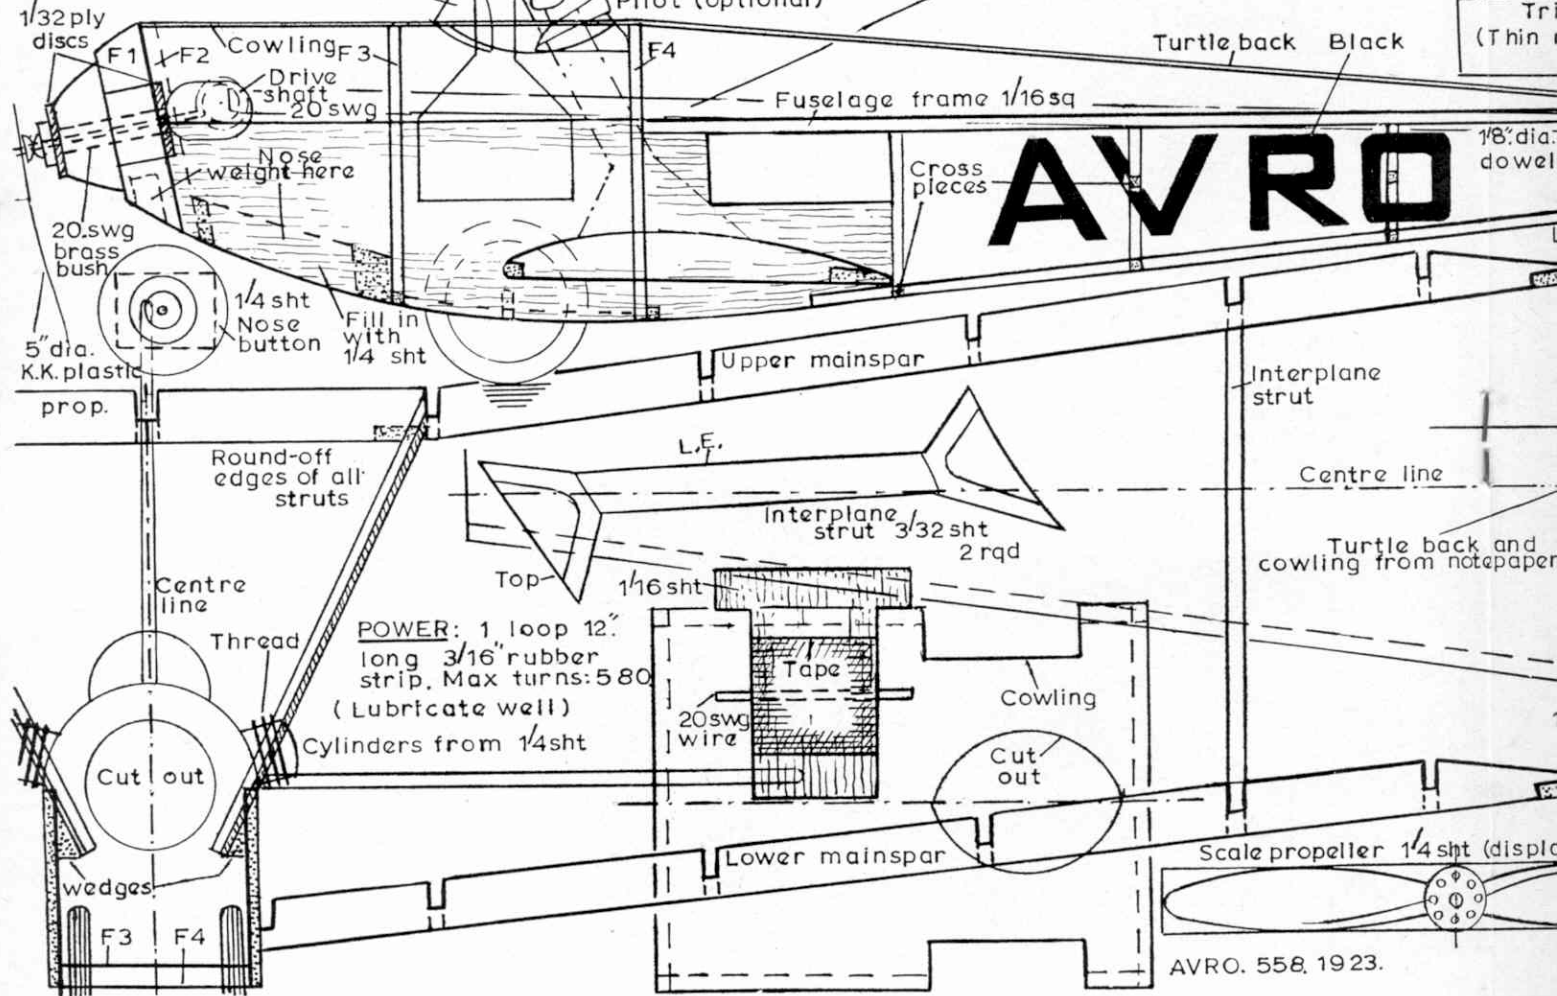 1/32 ply
discs
F1
F2
Cowling
F3
Pilot (optional)
F4
Turtle back
Black
(Thin
Drive
shaft
20 swg
Fuselage frame 1/16 sq
AVRO
1/8" dia.
dowel
Nose
weight here
Cross
pieces
20.swg
brass
bush
1/4 sht
Nose
button
Fill in
with
1/4 sht
5" dia.
K.K. plastic
prop.
Upper mainspar
Interplane
strut
Round-off
edges of all
struts
L.E.
Centre line
Interplane
strut 3/32 sht
2 rqd
Top
1/16 sht
Turtle back and
cowling from notepaper
Centre
line
Thread
POWER: 1 loop 12".
long 3/16" rubber
strip. Max turns: 580
(Lubricate well)
Tape
Cowling
20swg
wire
Cylinders from 1/4sht
Cut out
Cut
out
Lower mainspar
Scale propeller 1/4 sht
wedges
F3
F4
AVRO. 558. 1923.